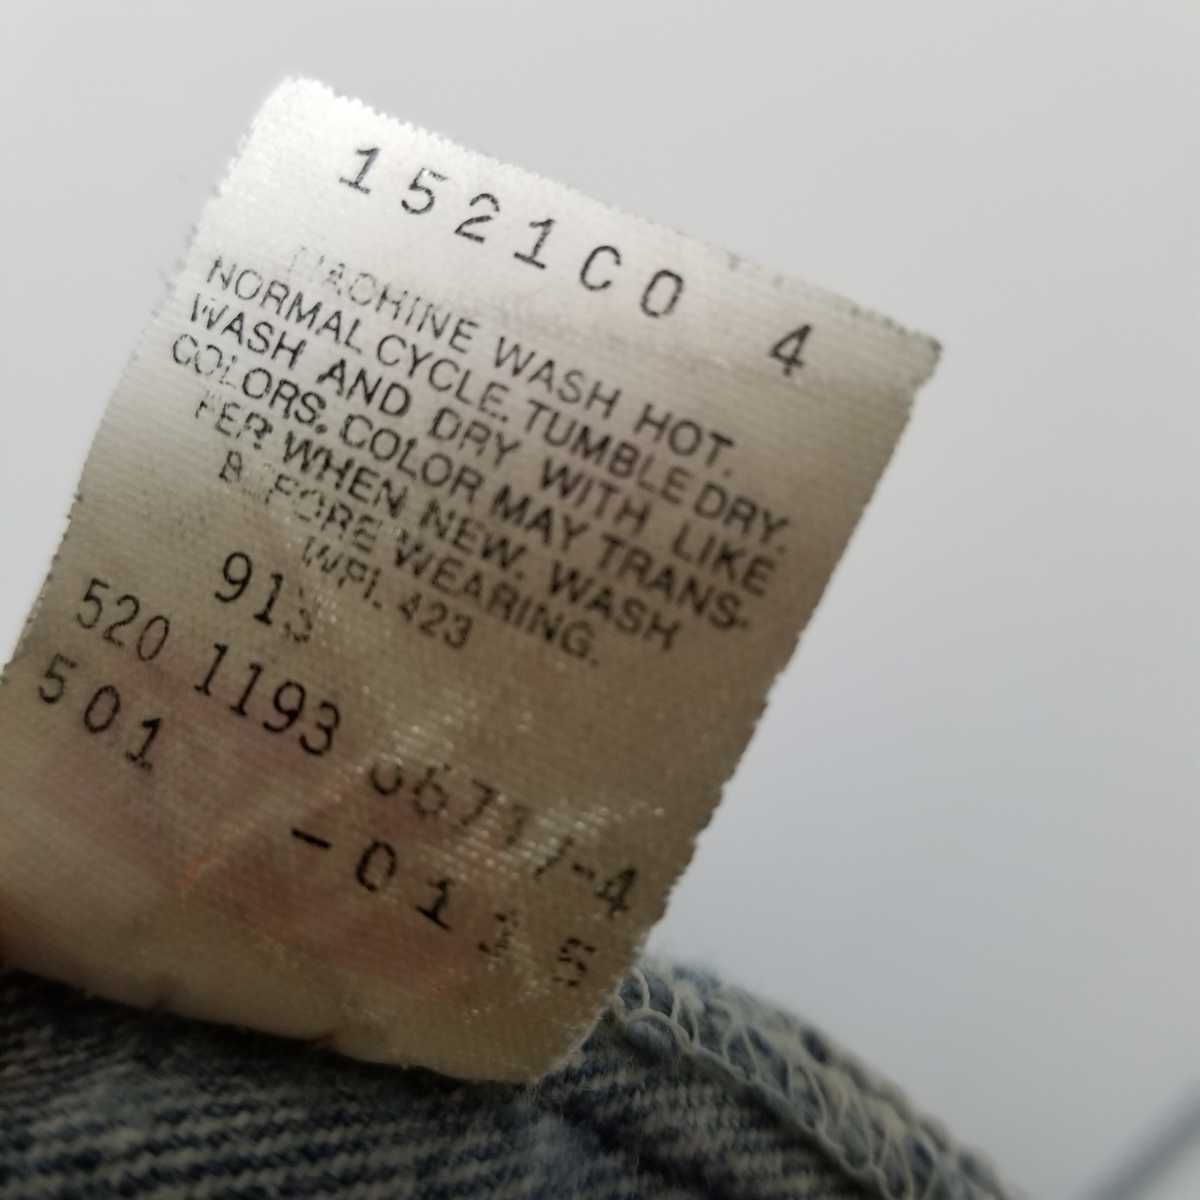 1521C0 4
MACHINE WASH HOT.
NORMAL CYCLE. TUMBLE DRY.
WASH AND DRY WITH LIKE
COLORS. COLOR MAY TRANS-
FER WHEN NEW. WASH
BEFORE WEARING.
WPL 423
520 1193
501